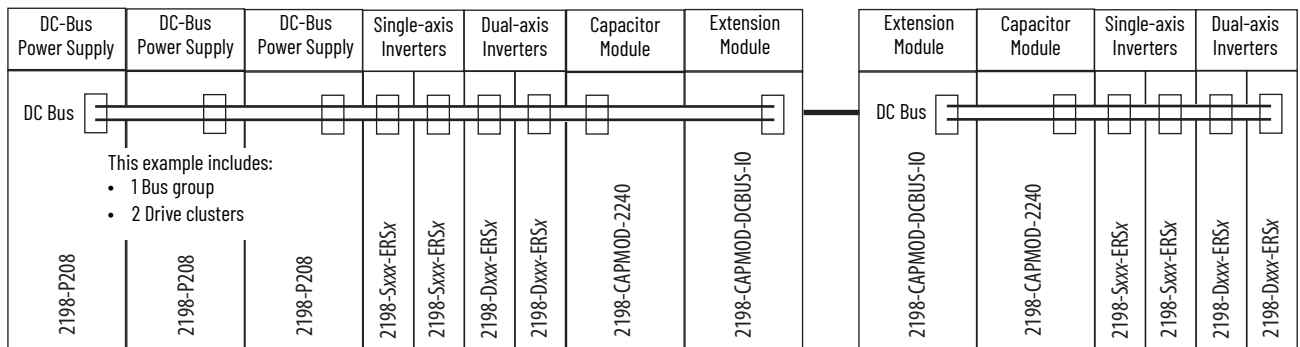 DC-Bus
Power Supply
DC-Bus
Power Supply
DC-Bus
Power Supply
Single-axis
Inverters
Dual-axis
Inverters
Capacitor
Module
Extension
Module
Extension
Module
Capacitor
Module
Single-axis
Inverters
Dual-axis
Inverters
DC Bus
DC Bus
This example includes:
• 1 Bus group
• 2 Drive clusters
2198-P208
2198-P208
2198-P208
2198-Sxxx-ERSx
2198-Sxxx-ERSx
2198-Dxxx-ERSx
2198-Dxxx-ERSx
2198-CAPMOD-2240
2198-CAPMOD-DCBUS-IO
2198-CAPMOD-DCBUS-IO
2198-CAPMOD-2240
2198-Sxxx-ERSx
2198-Sxxx-ERSx
2198-Dxxx-ERSx
2198-Dxxx-ERSx